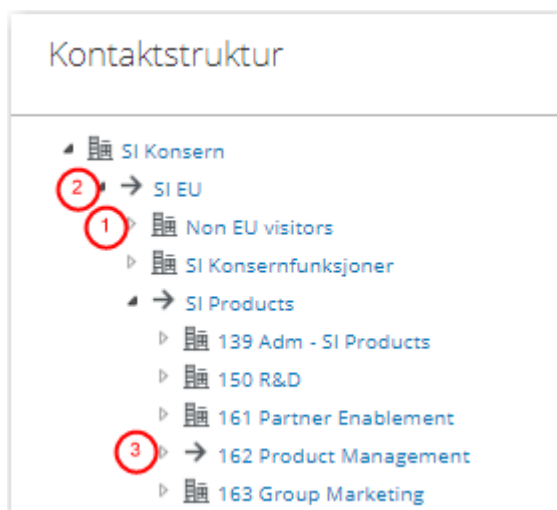 Kontaktstruktur
SI Konsern
2 SI EU
1 Non EU visitors
SI Konsernfunksjoner
SI Products
139 Adm - SI Products
150 R&D
161 Partner Enablement
3 162 Product Management
163 Group Marketing